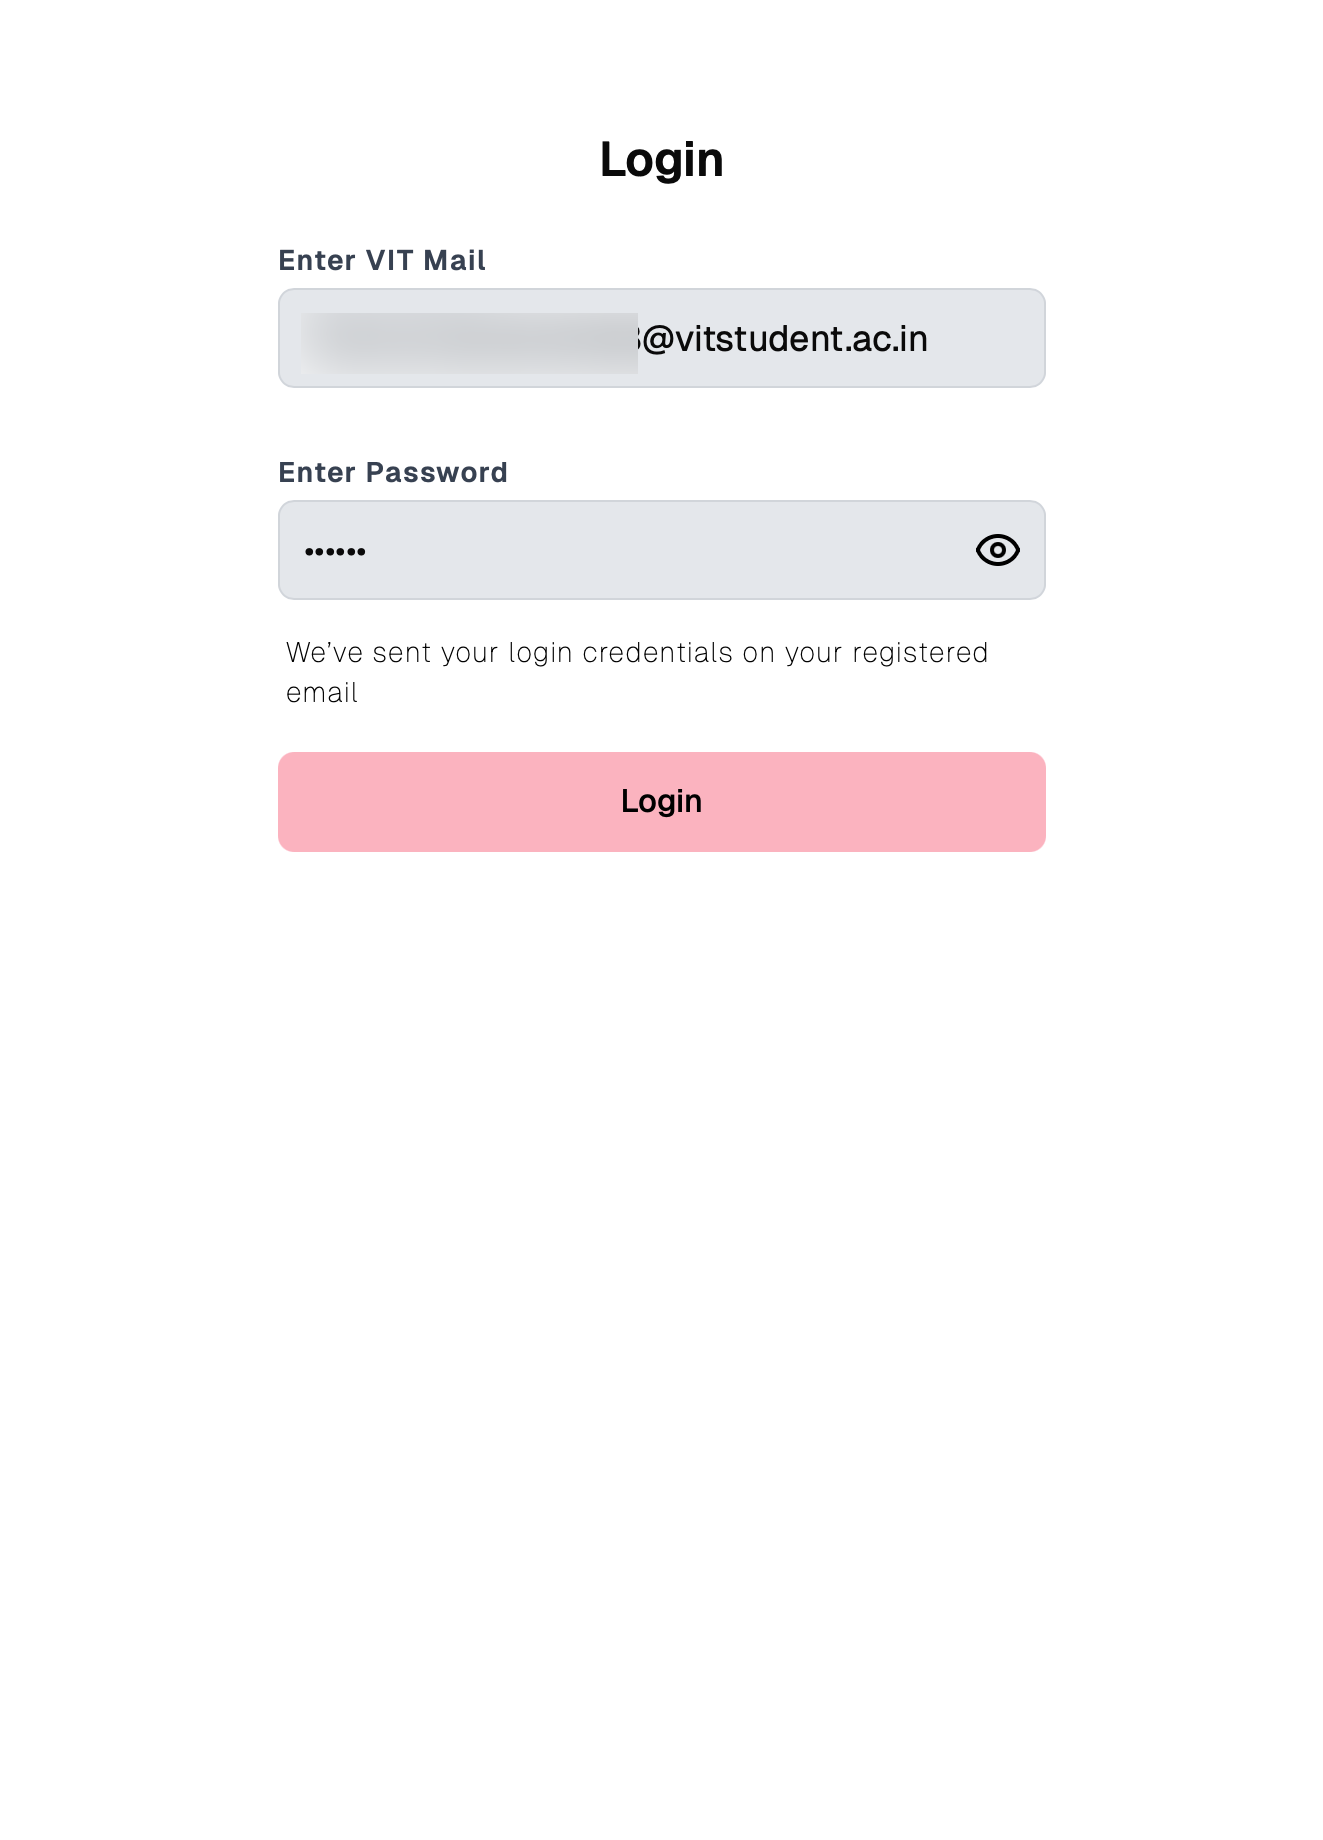 Login
Enter VIT Mail
@vitstudent.ac.in
Enter Password
••••••
We’ve sent your login credentials on your registered
email
Login